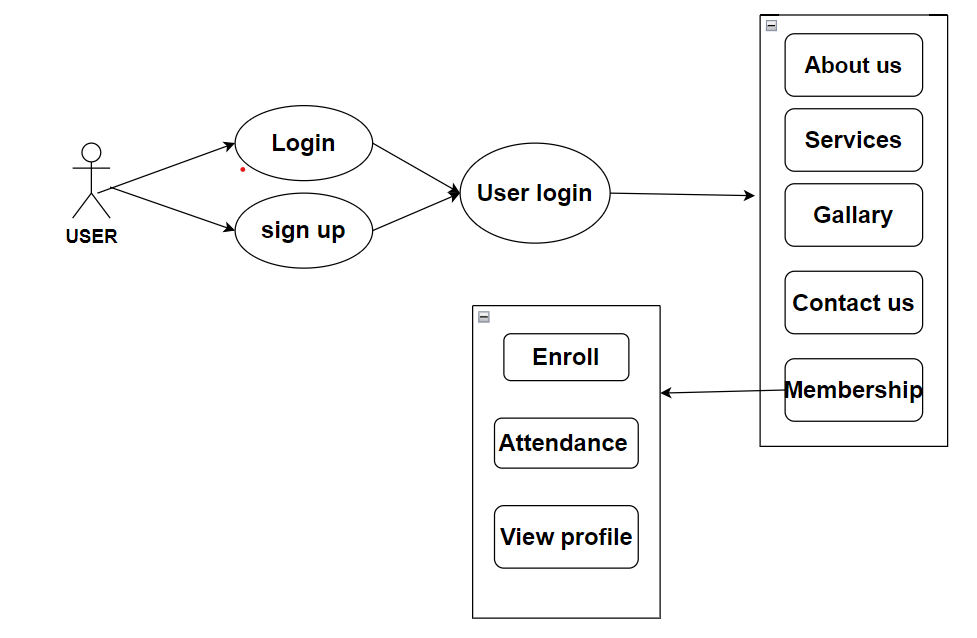 USER
Login
sign up
User login
About us
Services
Gallary
Contact us
Membership
Enroll
Attendance
View profile